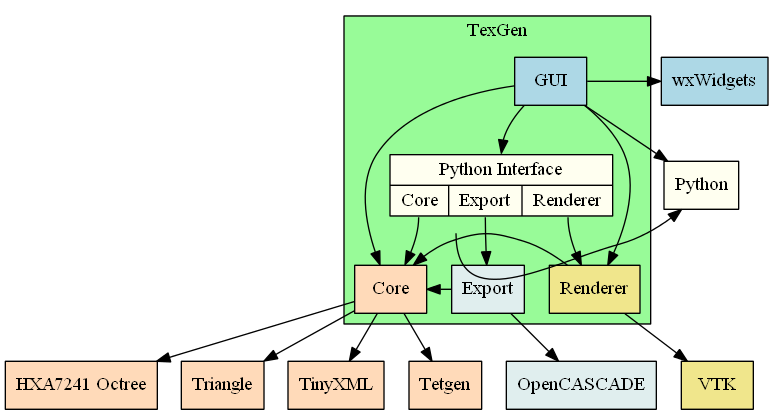 TexGen
GUI
wxWidgets
Python Interface
Core
Export
Renderer
Python
Core
Export
Renderer
HXA7241 Octree
Triangle
TinyXML
Tetgen
OpenCASCADE
VTK